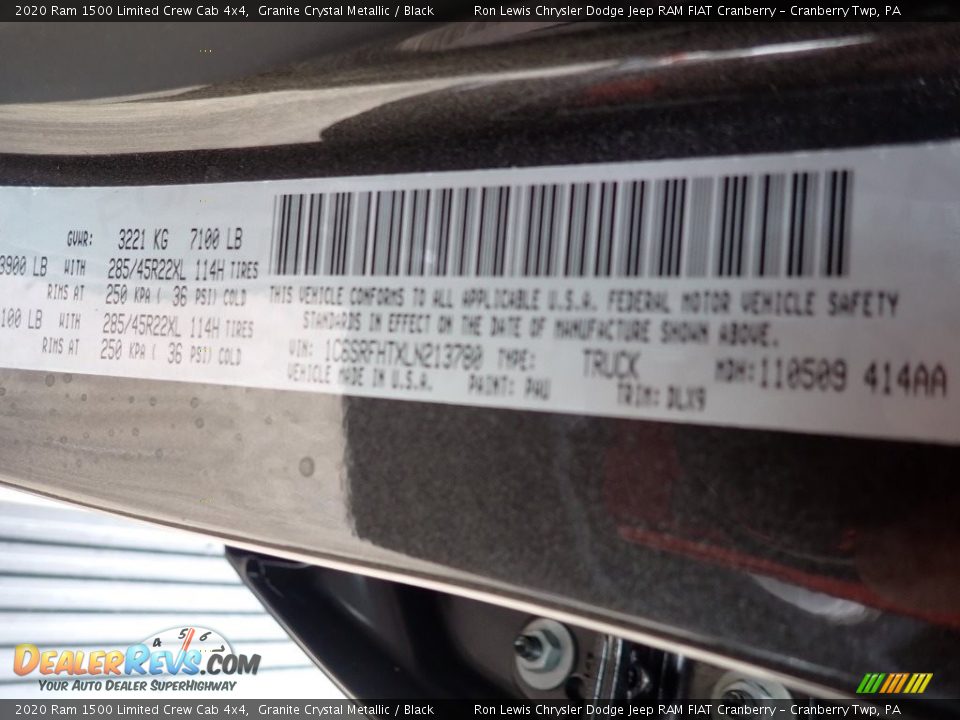 2020 Ram 1500 Limited Crew Cab 4x4, Granite Crystal Metallic / Black Ron Lewis Chrysler Dodge Jeep RAM FIAT Cranberry - Cranberry Twp, PA
GVWR: 3221 KG 7100 LB
3900 LB WITH 285/45R22XL 114H TIRES
RIMS AT 250 KPA ( 36 PSI) COLD
100 LB WITH 285/45R22XL 114H TIRES
RIMS AT 250 KPA ( 36 PSI) COLD
THIS VEHICLE CONFORMS TO ALL APPLICABLE U.S.A. FEDERAL MOTOR VEHICLE SAFETY
STANDARDS IN EFFECT ON THE DATE OF MANUFACTURE SHOWN ABOVE.
VIN: 1C6SRFHTXLN213780 TYPE: TRUCK MDH:110509 414AA
VEHICLE MADE IN U.S.A. PAINT: PAU TRIM: DLX9
4 5 6
DealerRevs.com
Your Auto Dealer SuperHighway
2020 Ram 1500 Limited Crew Cab 4x4, Granite Crystal Metallic / Black Ron Lewis Chrysler Dodge Jeep RAM FIAT Cranberry - Cranberry Twp, PA